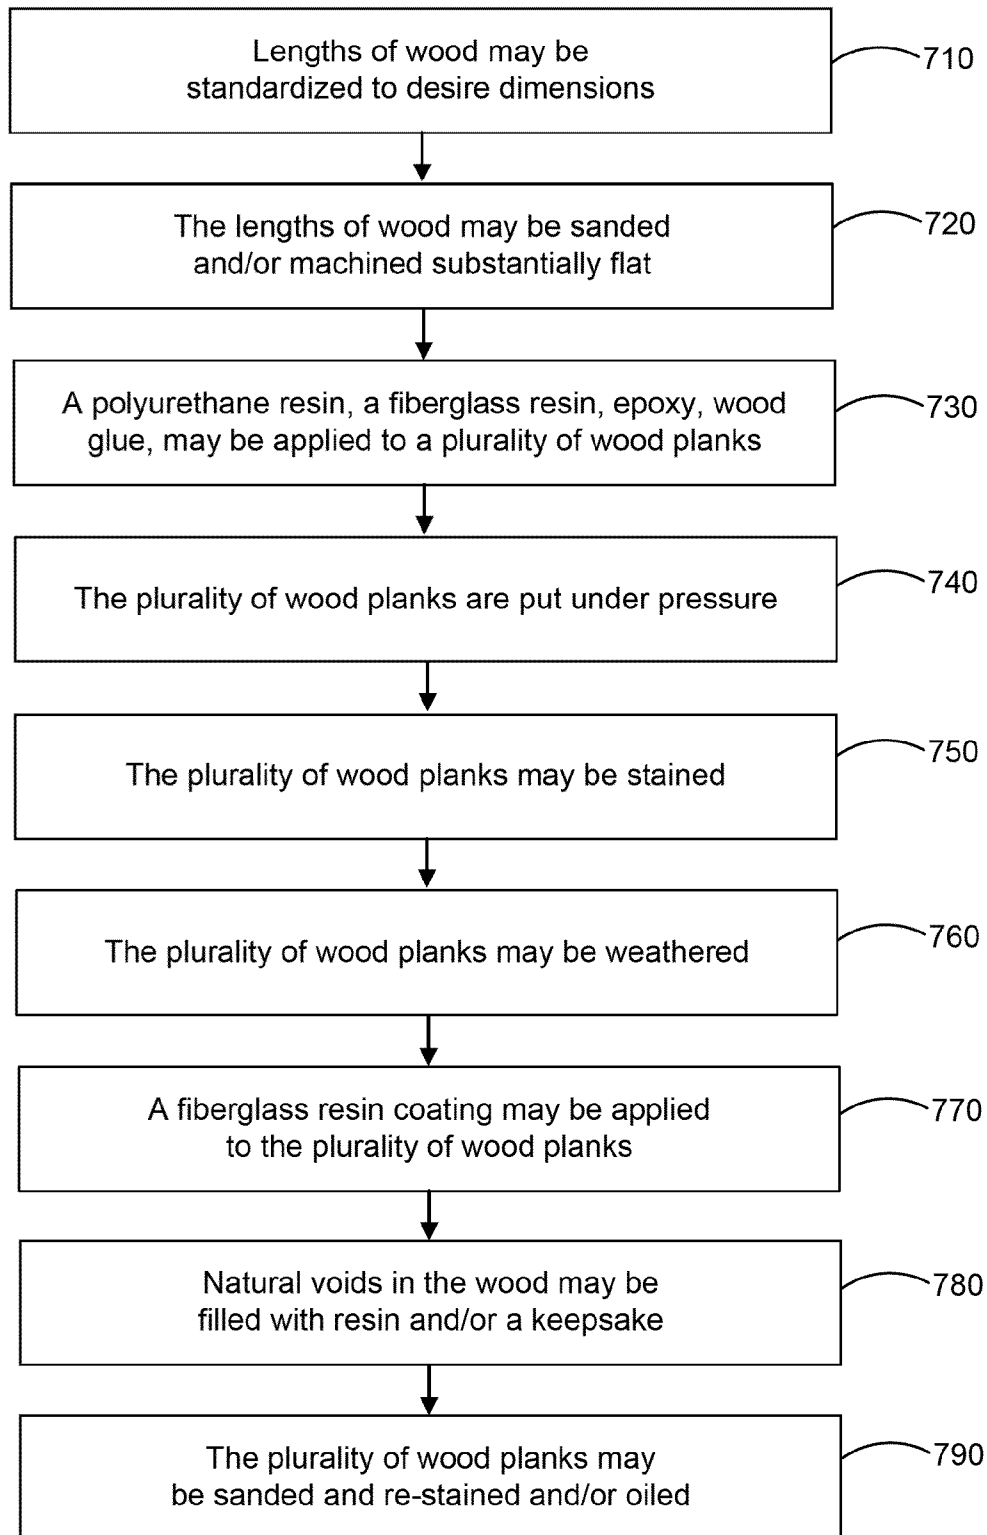 Lengths of wood may be
standardized to desire dimensions
710
The lengths of wood may be sanded
and/or machined substantially flat
720
A polyurethane resin, a fiberglass resin, epoxy, wood
glue, may be applied to a plurality of wood planks
730
The plurality of wood planks are put under pressure
740
The plurality of wood planks may be stained
750
The plurality of wood planks may be weathered
760
A fiberglass resin coating may be applied
to the plurality of wood planks
770
Natural voids in the wood may be
filled with resin and/or a keepsake
780
The plurality of wood planks may
be sanded and re-stained and/or oiled
790